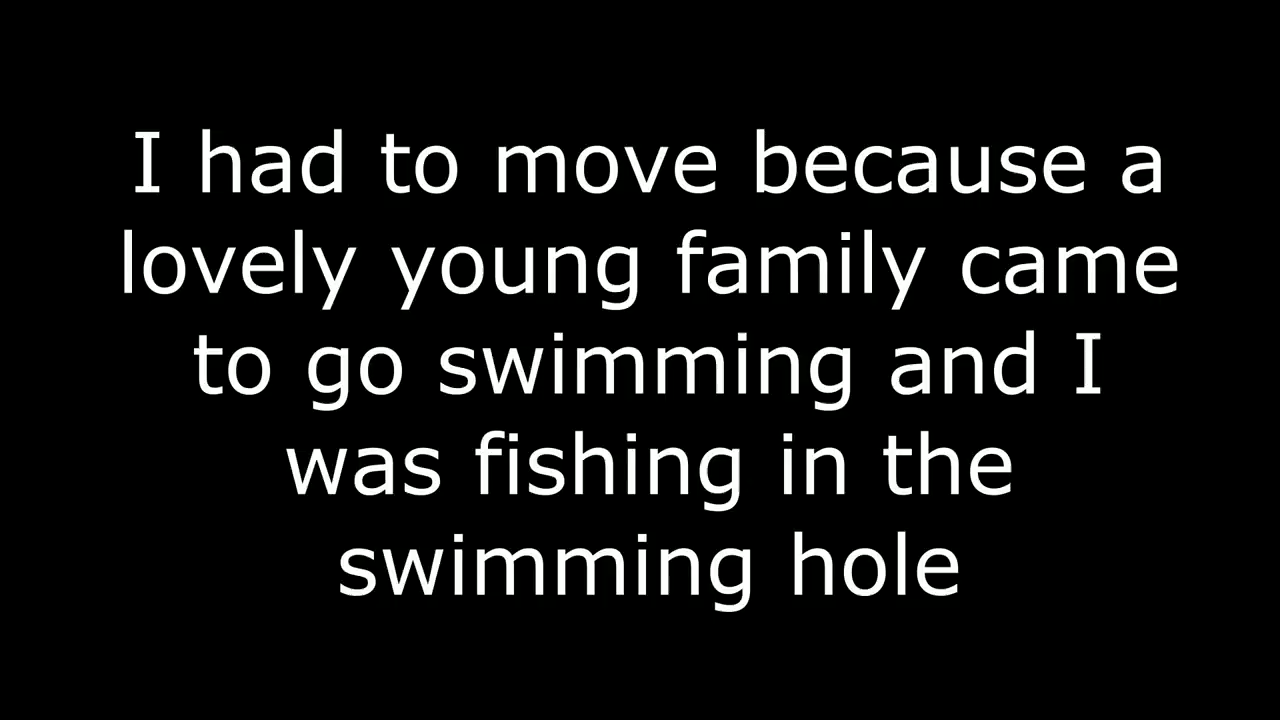 I had to move because a
lovely young family came
to go swimming and I
was fishing in the
swimming hole